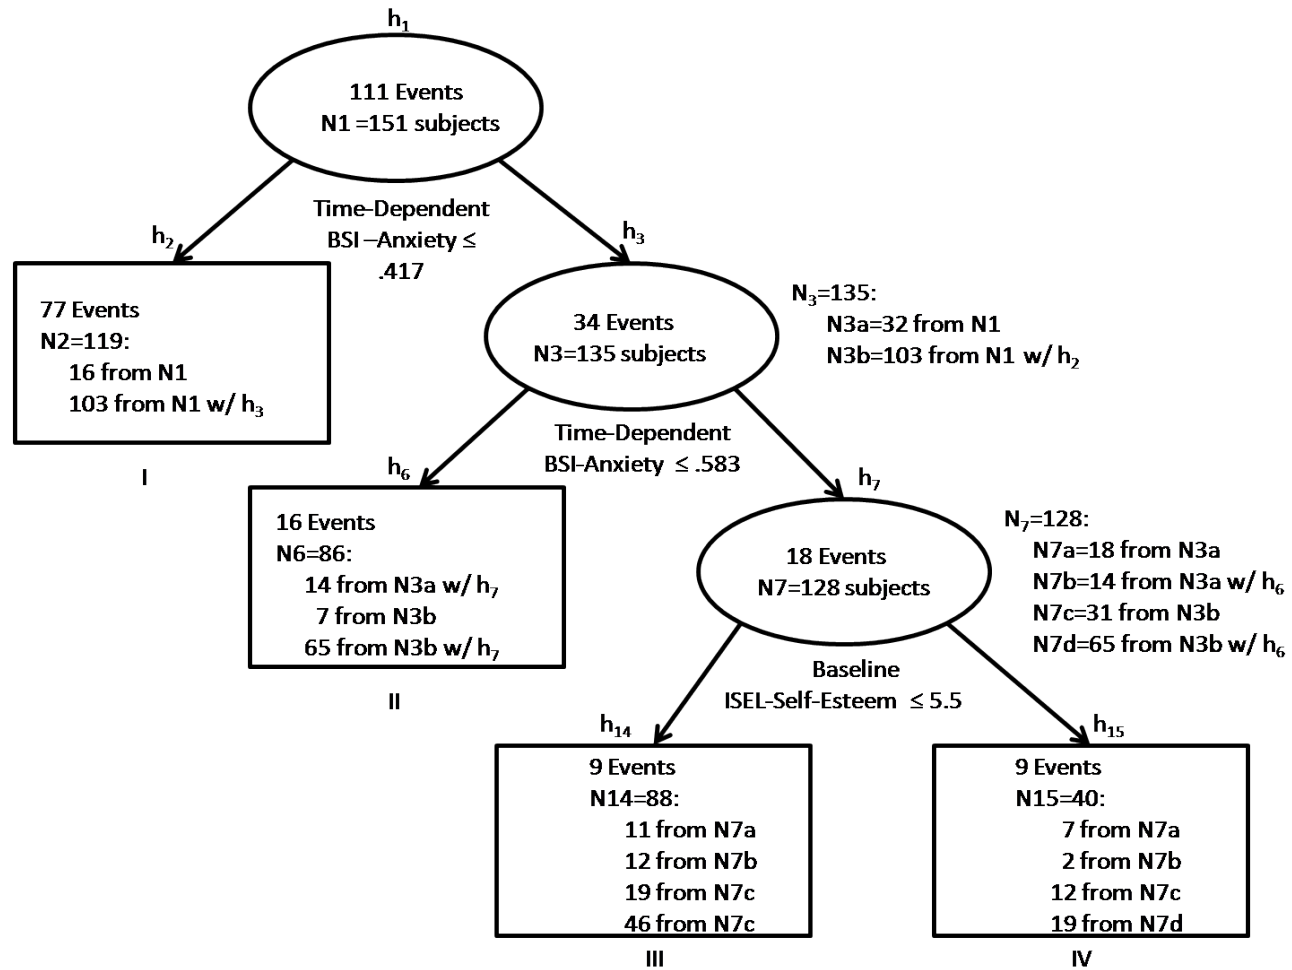 h1
111 Events
N1 =151 subjects
Time-Dependent
BSI –Anxiety ≤
.417
h2
h3
77 Events
N2=119:
16 from N1
103 from N1 w/ h3
I
34 Events
N3=135 subjects
N3=135:
N3a=32 from N1
N3b=103 from N1 w/ h2
Time-Dependent
BSI-Anxiety ≤ .583
h6
h7
16 Events
N6=86:
14 from N3a w/ h7
7 from N3b
65 from N3b w/ h7
II
18 Events
N7=128 subjects
N7=128:
N7a=18 from N3a
N7b=14 from N3a w/ h6
N7c=31 from N3b
N7d=65 from N3b w/ h6
Baseline
ISEL-Self-Esteem ≤ 5.5
h14
h15
9 Events
N14=88:
11 from N7a
12 from N7b
19 from N7c
46 from N7c
III
9 Events
N15=40:
7 from N7a
2 from N7b
12 from N7c
19 from N7d
IV